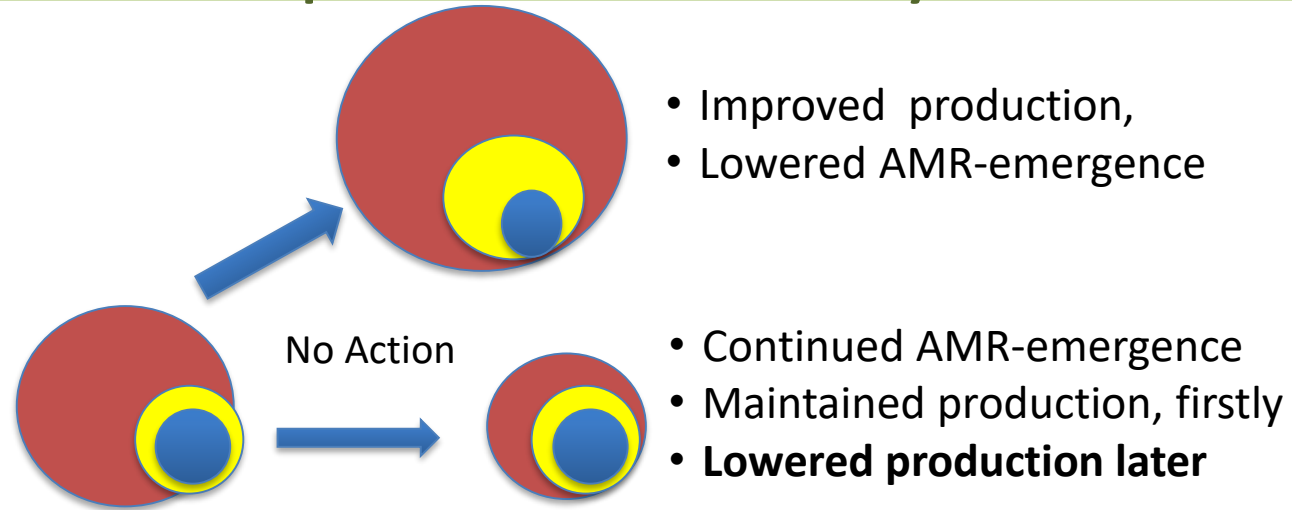 • Improved production,
• Lowered AMR-emergence
No Action
• Continued AMR-emergence
• Maintained production, firstly
• Lowered production later